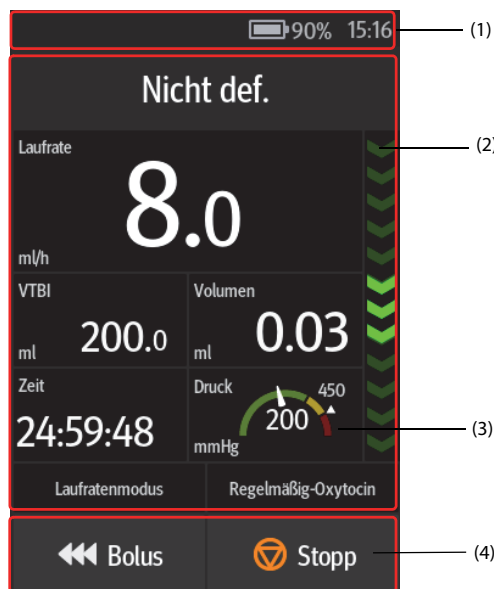 90% 15:16 (1)
Nicht def.
Laufrate (2)
8.0
ml/h
VTBI Volumen
ml 200.0 ml 0.03
Zeit Druck 450
24:59:48 200
mmHg (3)
Laufratenmodus Regelmäßig-Oxytocin
Bolus Stopp (4)